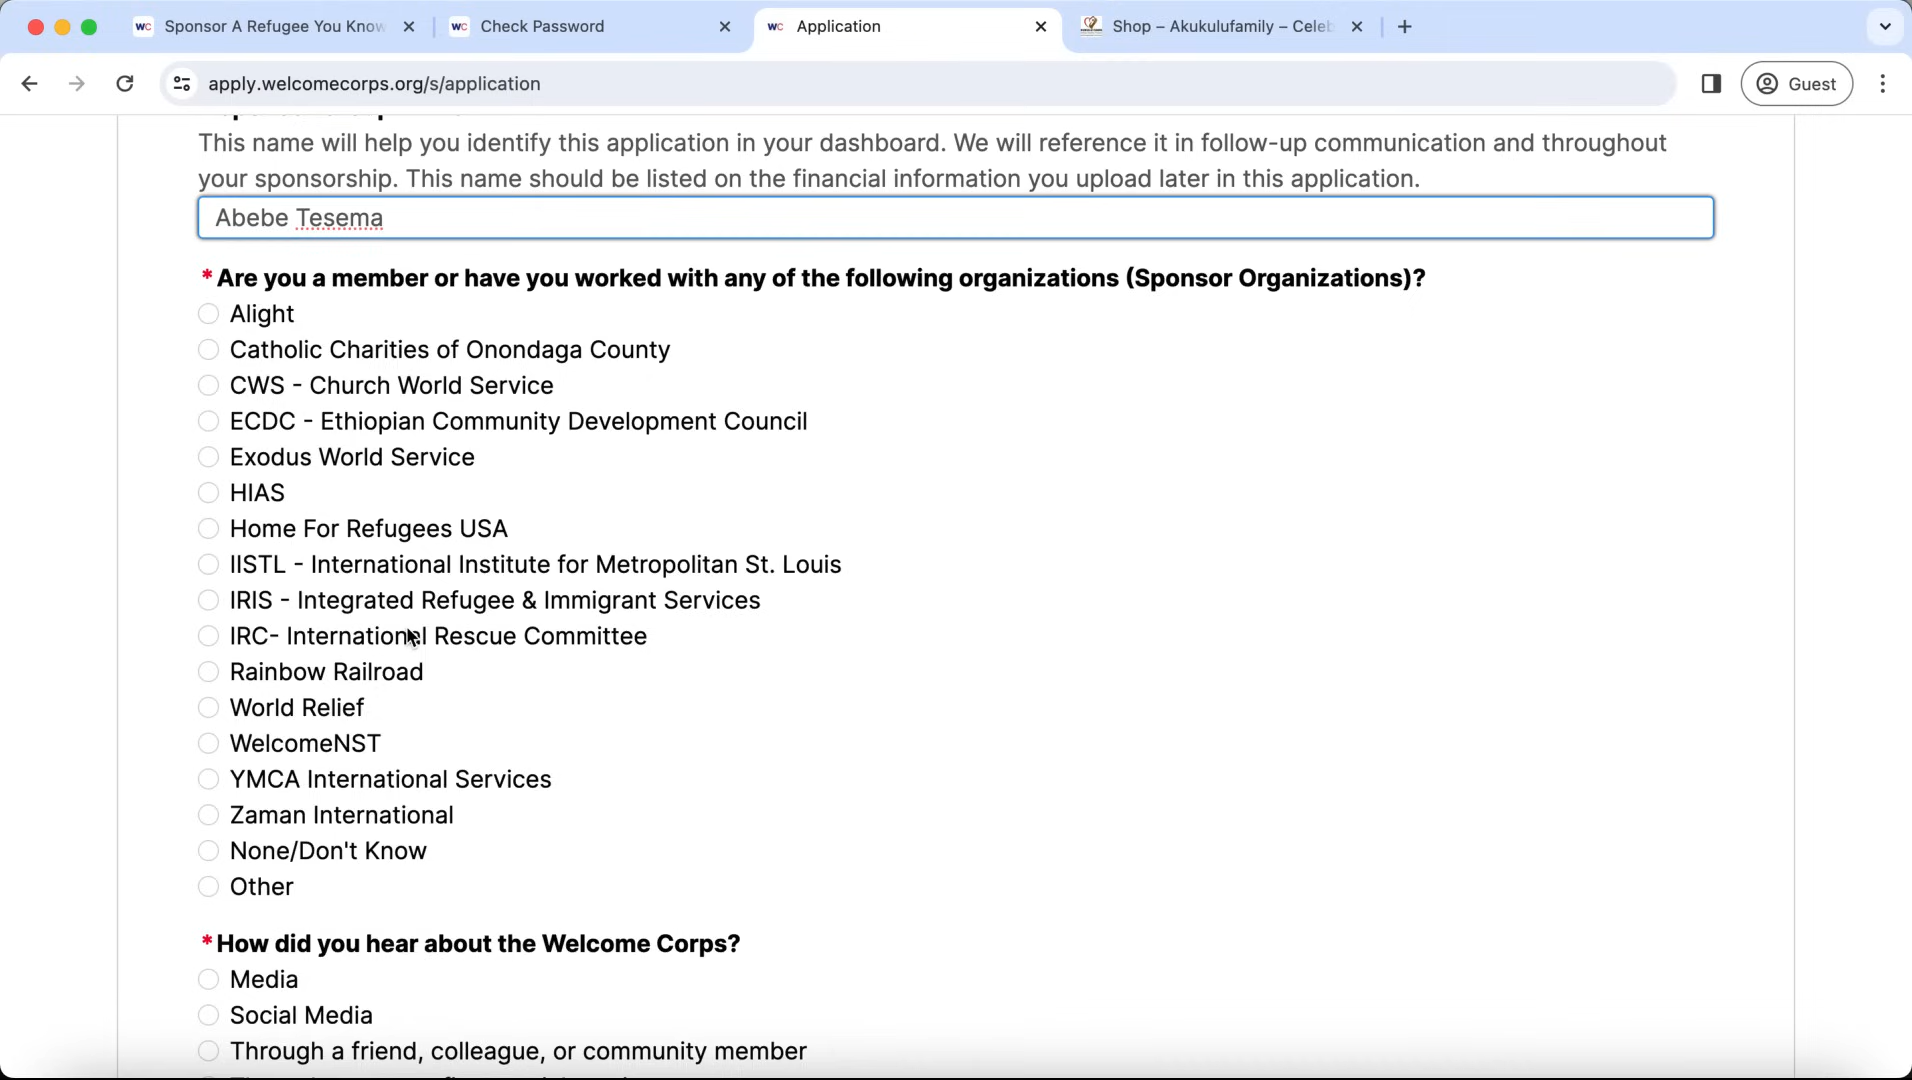 Sponsor A Refugee You Know
Check Password
Application
Shop – Akukulufamily – Celeb
apply.welcomecorps.org/s/application
Guest
This name will help you identify this application in your dashboard. We will reference it in follow-up communication and throughout
your sponsorship. This name should be listed on the financial information you upload later in this application.
Abebe Tesema
*Are you a member or have you worked with any of the following organizations (Sponsor Organizations)?
Alight
Catholic Charities of Onondaga County
CWS - Church World Service
ECDC - Ethiopian Community Development Council
Exodus World Service
HIAS
Home For Refugees USA
IISTL - International Institute for Metropolitan St. Louis
IRIS - Integrated Refugee & Immigrant Services
IRC- International Rescue Committee
Rainbow Railroad
World Relief
WelcomeNST
YMCA International Services
Zaman International
None/Don't Know
Other
*How did you hear about the Welcome Corps?
Media
Social Media
Through a friend, colleague, or community member